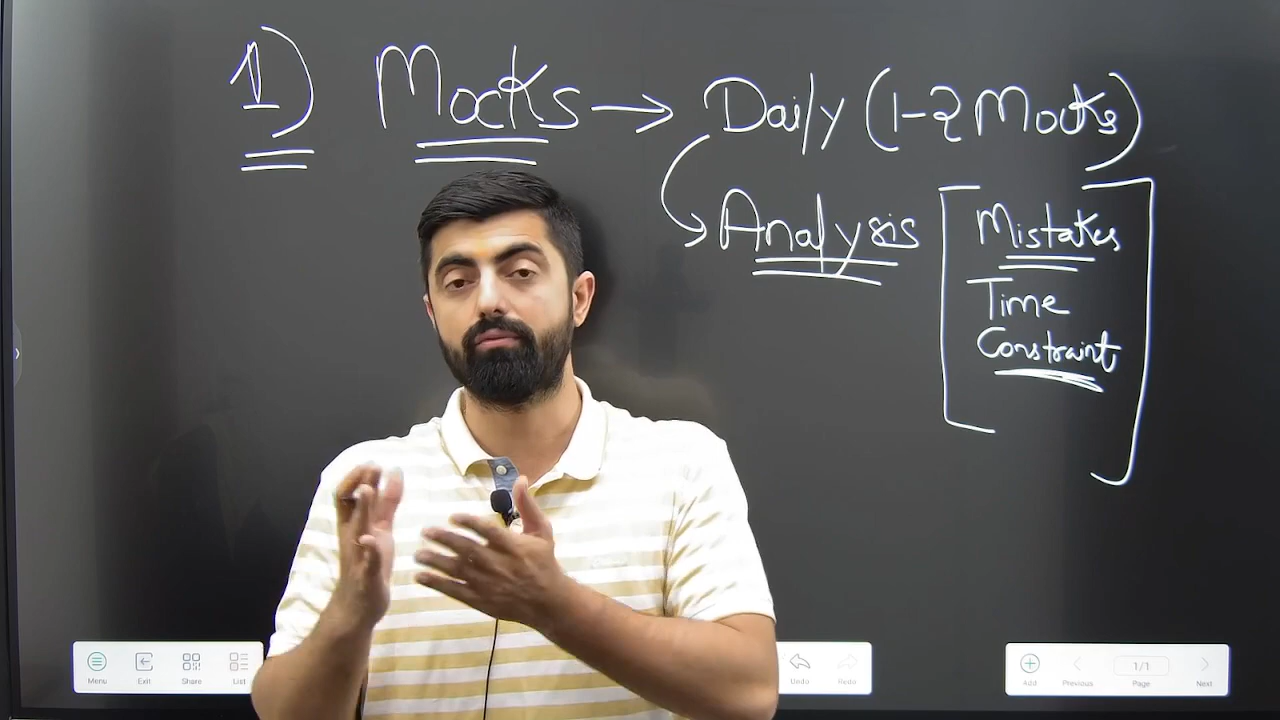 1) Mocks → Daily (1-2 Mocks)
Analysis [Mistakes
Time
Constraint]
Menu Exit Share List Undo Redo Add Previous 1/1 Page Next